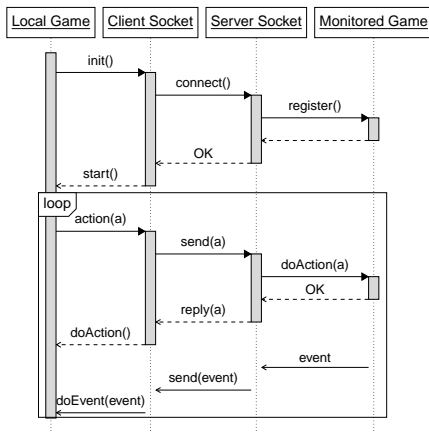 Local Game Client Socket Server Socket Monitored Game
init()
connect()
register()
OK
start()
loop
action(a)
send(a)
doAction(a)
OK
reply(a)
doAction()
event
send(event)
doEvent(event)